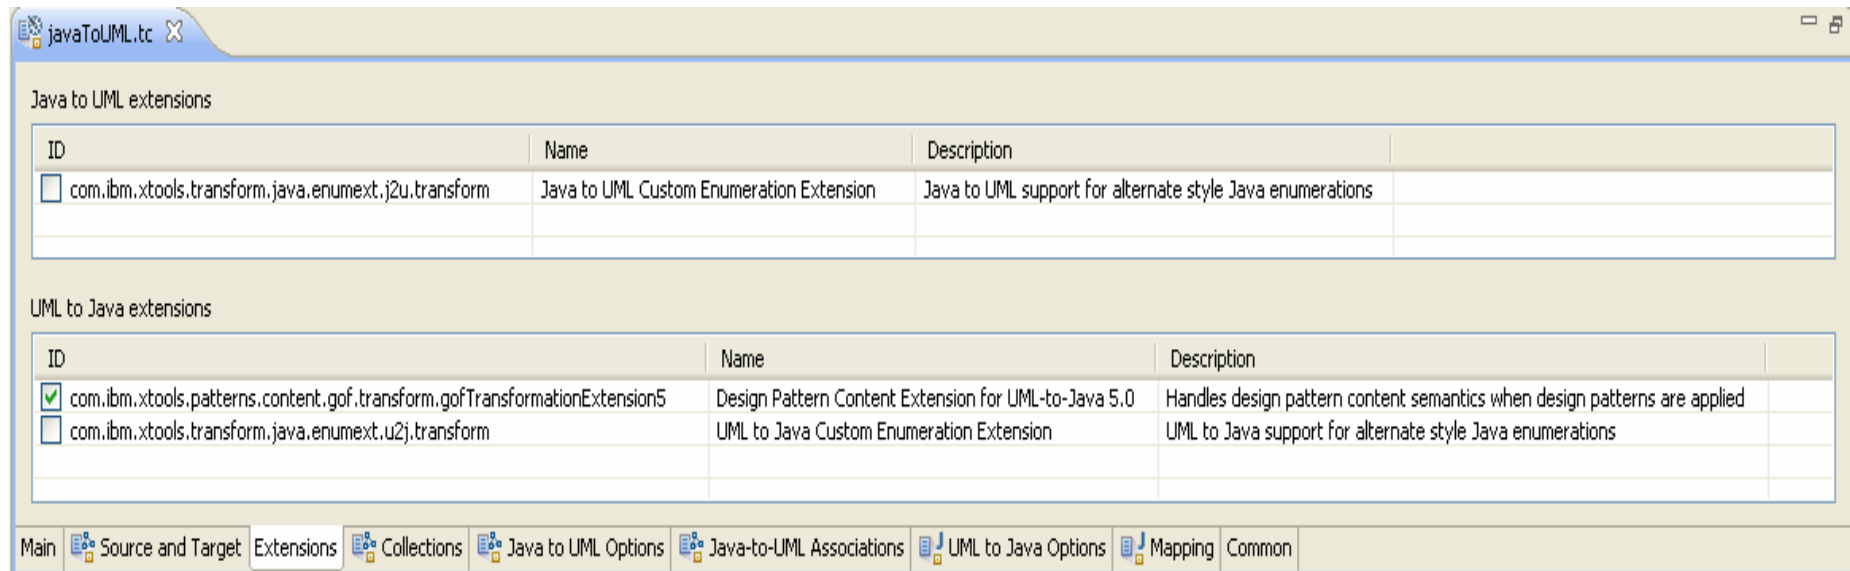 javaToUML.tc
Java to UML extensions
ID Name Description
com.ibm.xtools.transform.java.enumext.j2u.transform Java to UML Custom Enumeration Extension Java to UML support for alternate style Java enumerations
UML to Java extensions
ID Name Description
com.ibm.xtools.patterns.content.gof.transform.gofTransformationExtension5 Design Pattern Content Extension for UML-to-Java 5.0 Handles design pattern content semantics when design patterns are applied
com.ibm.xtools.transform.java.enumext.u2j.transform UML to Java Custom Enumeration Extension UML to Java support for alternate style Java enumerations
Main Source and Target Extensions Collections Java to UML Options Java-to-UML Associations UML to Java Options Mapping Common